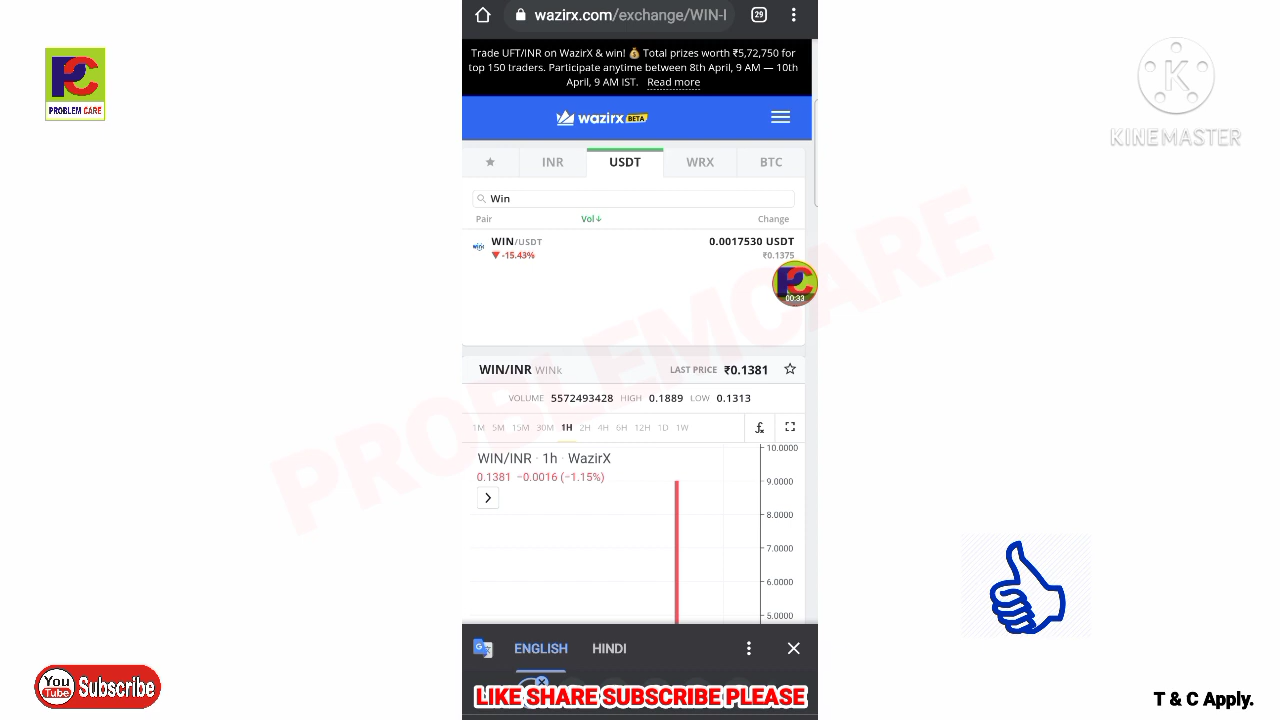 wazirx.com/exchange/WIN-I
29
Trade UFT/INR on WazirX & win! 💰 Total prizes worth ₹5,72,750 for
top 150 traders. Participate anytime between 8th April, 9 AM — 10th
April, 9 AM IST. Read more
wazirx BETA
INR USDT WRX BTC
Win
Pair Vol↓ Change
WIN/USDT 0.0017530 USDT
▼ -15.43% ₹0.1375
PC
00:33
WIN/INR WINk LAST PRICE ₹0.1381
VOLUME 5572493428 HIGH 0.1889 LOW 0.1313
1M 5M 15M 30M 1H 2H 4H 6H 12H 1D 1W
WIN/INR · 1h · WazirX
0.1381 −0.0016 (−1.15%)
10.0000
9.0000
8.0000
7.0000
6.0000
5.0000
ENGLISH HINDI
LIKE SHARE SUBSCRIBE PLEASE
PC
PROBLEM CARE
K
KINEMASTER
PROBLEMCARE
You Tube Subscribe
T & C Apply.